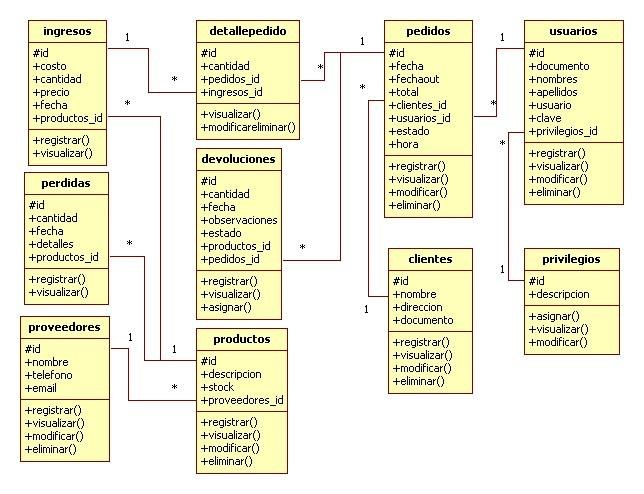 ingresos
#id
+costo
+cantidad
+precio
+fecha
+productos_id
+registrar()
+visualizar()
1
*
*
detallepedido
#id
+cantidad
+pedidos_id
+ingresos_id
+visualizar()
+modificareliminar()
*
1
pedidos
#id
+fecha
+fechaout
+total
+clientes_id
+usuarios_id
+estado
+hora
+registrar()
+visualizar()
+modificar()
+eliminar()
*
1
*
usuarios
#id
+documento
+nombres
+apellidos
+usuario
+clave
+privilegios_id
+registrar()
+visualizar()
+modificar()
+eliminar()
*
perdidas
#id
+cantidad
+fecha
+detalles
+productos_id
+registrar()
+visualizar()
*
devoluciones
#id
+cantidad
+fecha
+observaciones
+estado
+productos_id
+pedidos_id
+registrar()
+visualizar()
+asignar()
*
clientes
#id
+nombre
+direccion
+documento
+registrar()
+visualizar()
+modificar()
+eliminar()
1
privilegios
#id
+descripcion
+asignar()
+visualizar()
+modificar()
1
proveedores
#id
+nombre
+telefono
+email
+registrar()
+visualizar()
+modificar()
+eliminar()
1
1
*
productos
#id
+descripcion
+stock
+proveedores_id
+registrar()
+visualizar()
+modificar()
+eliminar()